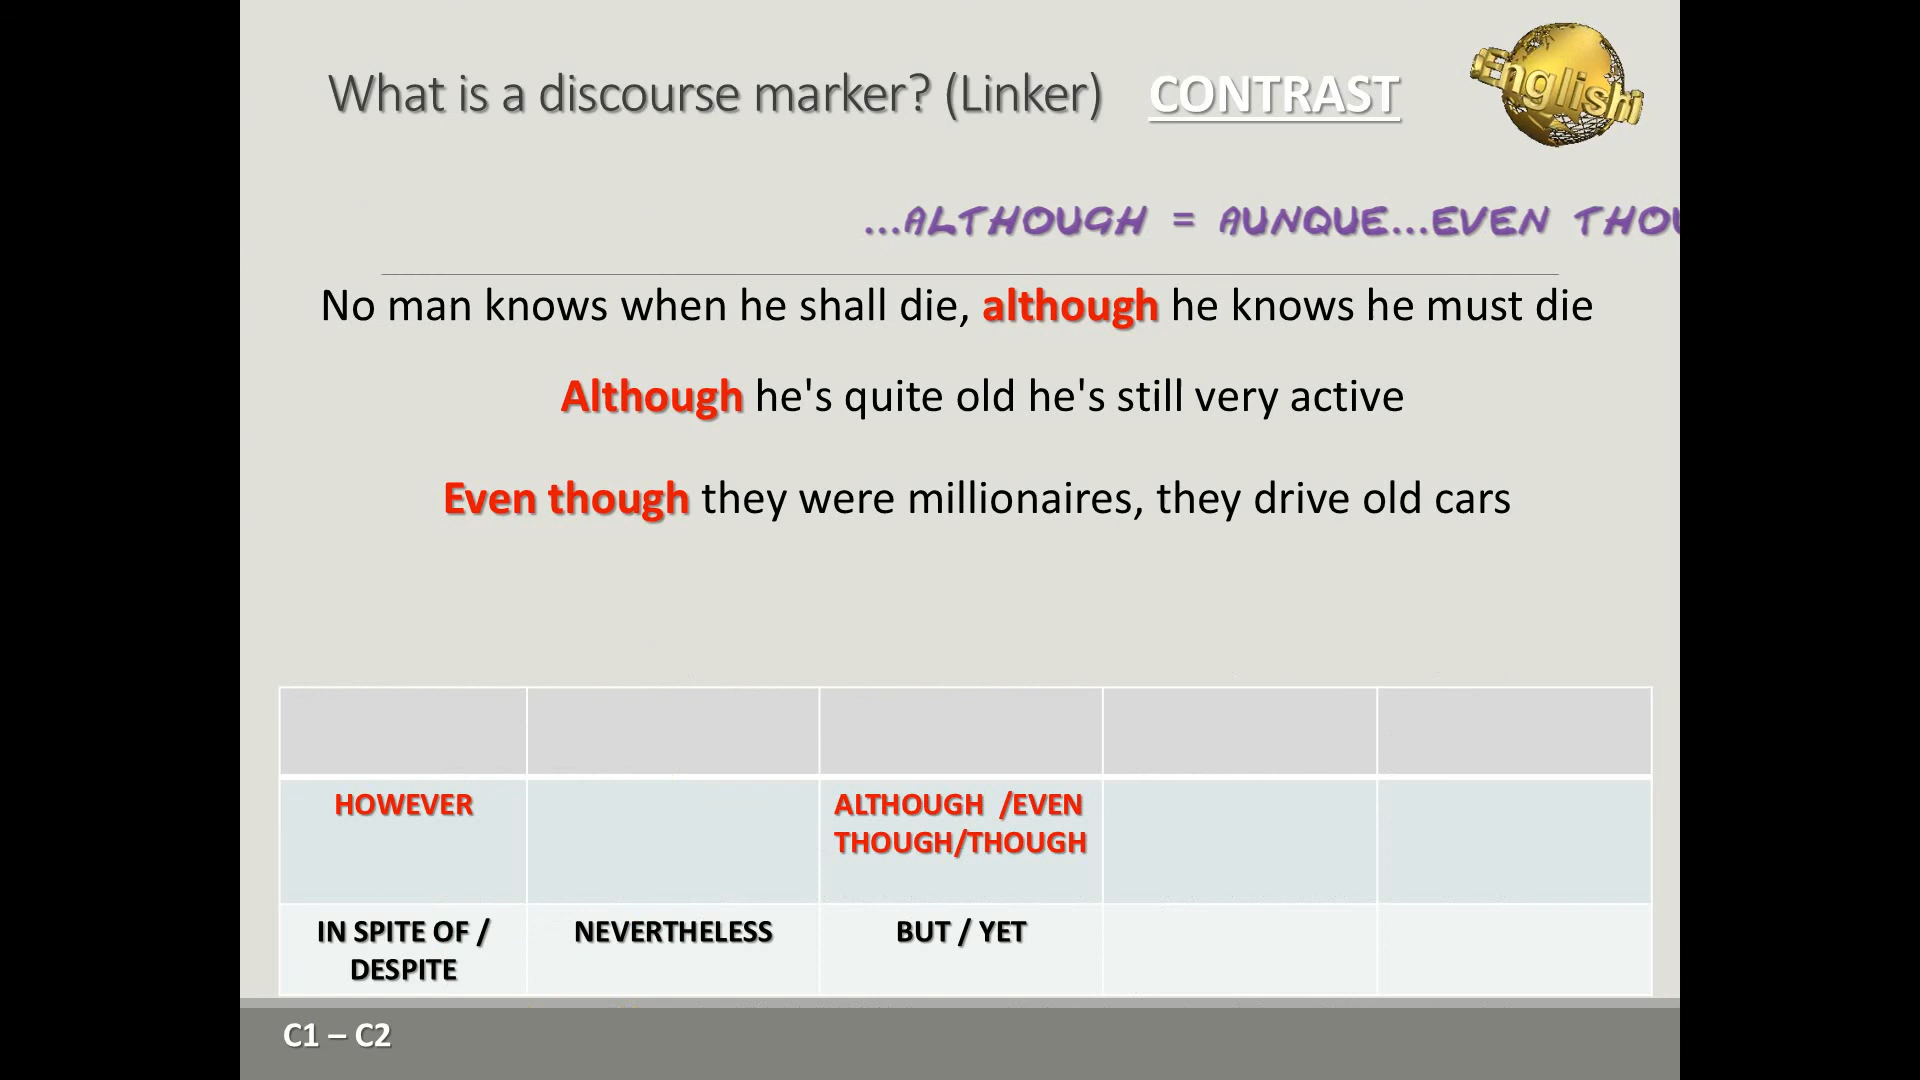 What is a discourse marker? (Linker) CONTRAST
English
...ALTHOUGH = AUNQUE...EVEN THOU
No man knows when he shall die, although he knows he must die
Although he's quite old he's still very active
Even though they were millionaires, they drive old cars
HOWEVER
ALTHOUGH /EVEN
THOUGH/THOUGH
IN SPITE OF /
DESPITE
NEVERTHELESS
BUT / YET
C1 – C2